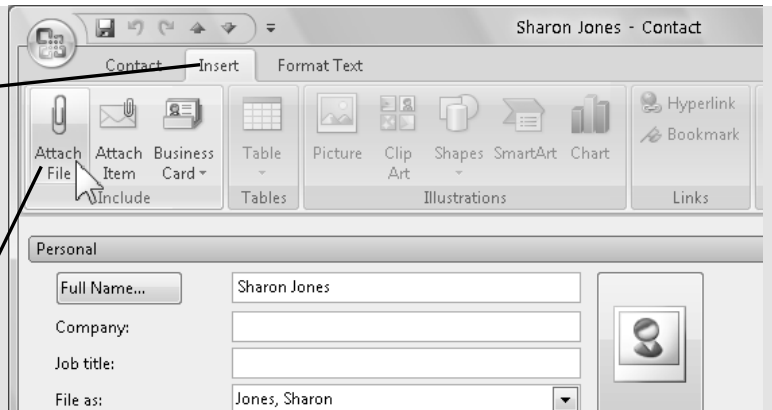 Sharon Jones - Contact
Contact Insert Format Text
Attach File
Attach Item
Business Card
Table
Picture
Clip Art
Shapes
SmartArt
Chart
Hyperlink
Bookmark
Include
Tables
Illustrations
Links
Personal
Full Name... Sharon Jones
Company:
Job title:
File as: Jones, Sharon